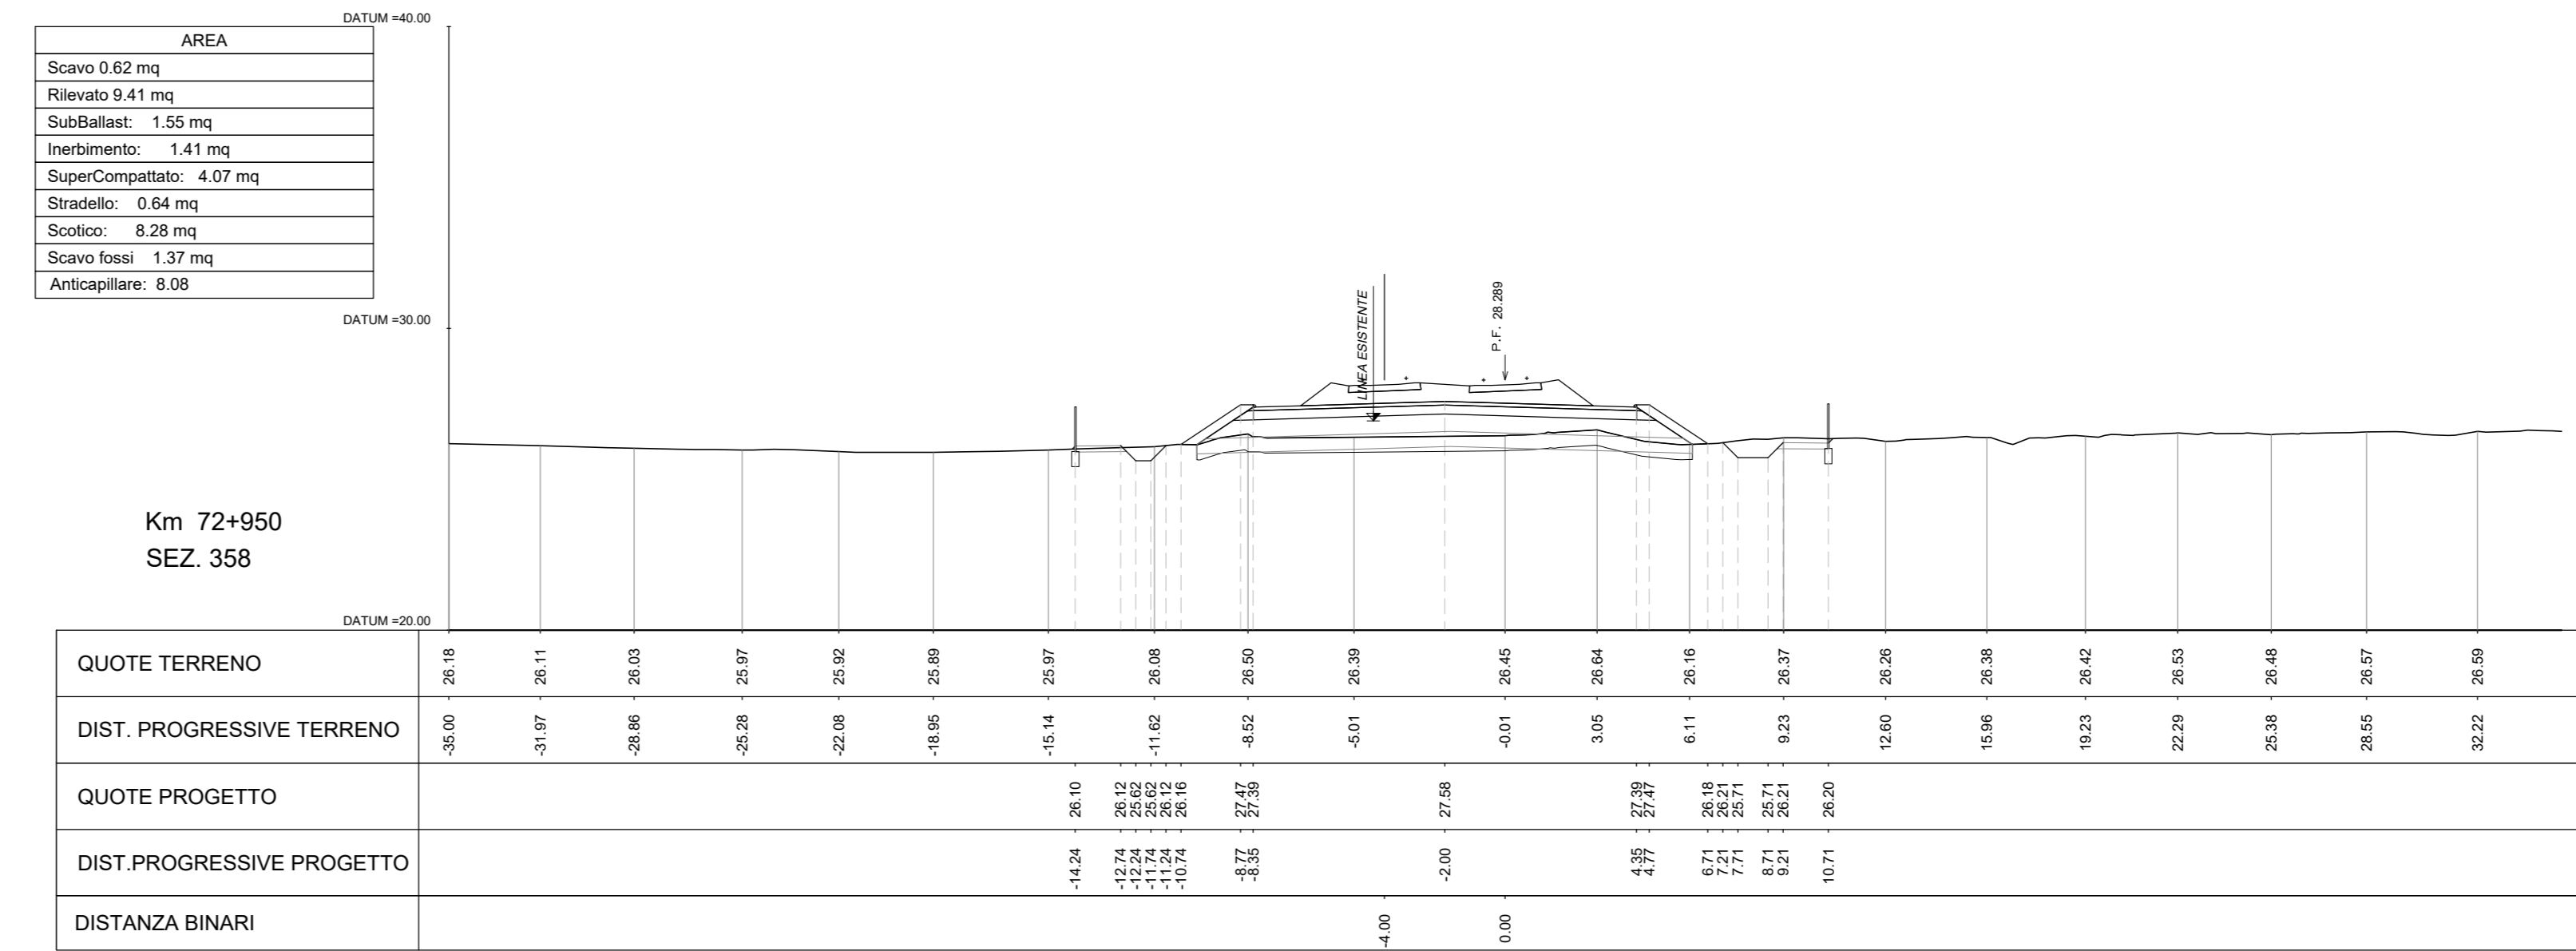 DATUM =40.00
AREA
Scavo 0.62 mq
Rilevato 9.41 mq
SubBallast: 1.55 mq
Inerbimento: 1.41 mq
SuperCompattato: 4.07 mq
Stradello: 0.64 mq
Scotico: 8.28 mq
Scavo fossi 1.37 mq
Anticapillare: 8.08
DATUM =30.00
LINEA ESISTENTE
P.F. 28.289
Km 72+950
SEZ. 358
DATUM =20.00
QUOTE TERRENO 26.18 26.11 26.03 25.97 25.92 25.89 25.97 26.08 26.50 26.39 26.45 26.64 26.16 26.37 26.26 26.38 26.42 26.53 26.48 26.57 26.59
DIST. PROGRESSIVE TERRENO -35.00 -31.97 -28.86 -25.28 -22.08 -18.95 -15.14 -11.62 -8.52 -5.01 -0.01 3.05 6.11 9.23 12.60 15.96 19.23 22.29 25.38 28.55 32.22
QUOTE PROGETTO 26.10 26.12 25.62 25.62 26.12 26.16 27.47 27.39 27.58 27.39 27.47 26.18 26.21 25.71 25.71 26.21 26.20
DIST.PROGRESSIVE PROGETTO -14.24 -12.74 -12.24 -11.74 -11.24 -10.74 -8.77 -8.35 -2.00 4.35 4.77 6.71 7.21 7.71 8.71 9.21 10.71
DISTANZA BINARI -4.00 0.00